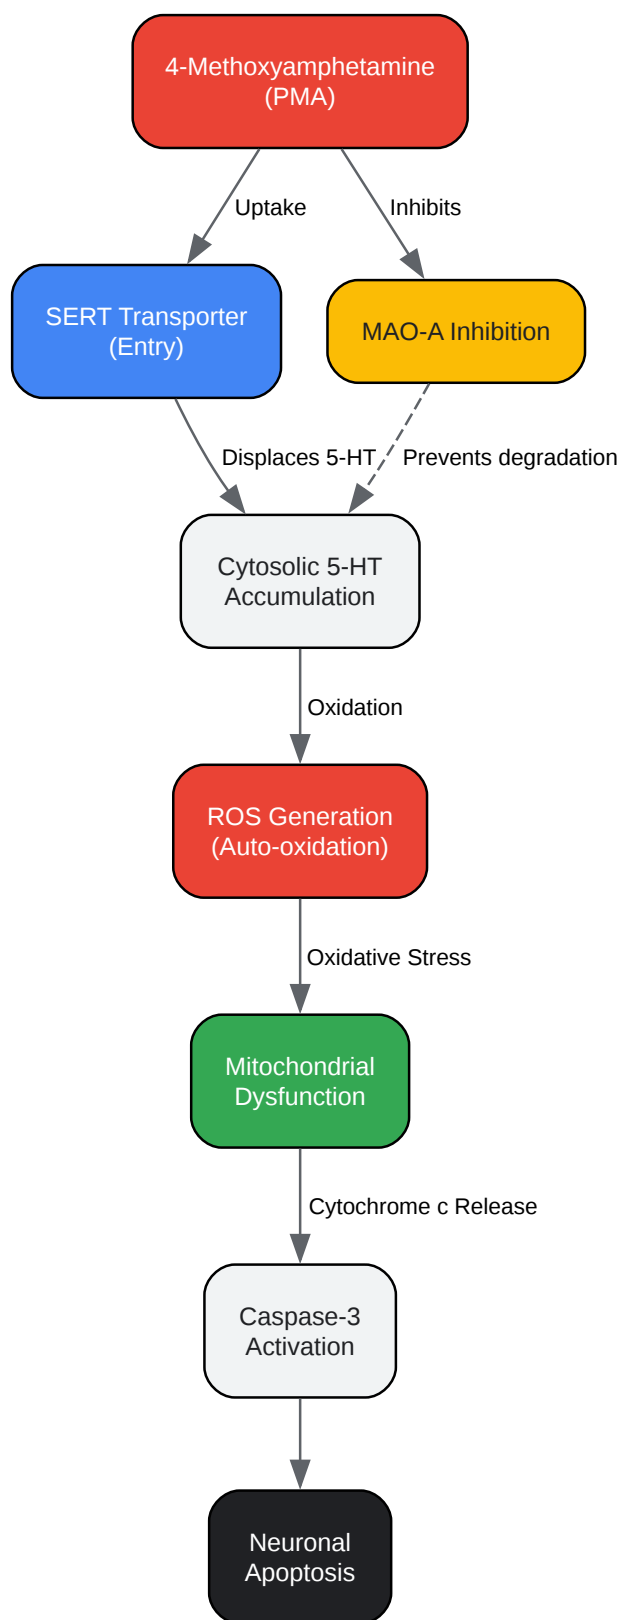 4-Methoxyamphetamine
(PMA)
Uptake
Inhibits
SERT Transporter
(Entry)
MAO-A Inhibition
Displaces 5-HT
Prevents degradation
Cytosolic 5-HT
Accumulation
Oxidation
ROS Generation
(Auto-oxidation)
Oxidative Stress
Mitochondrial
Dysfunction
Cytochrome c Release
Caspase-3
Activation
Neuronal
Apoptosis